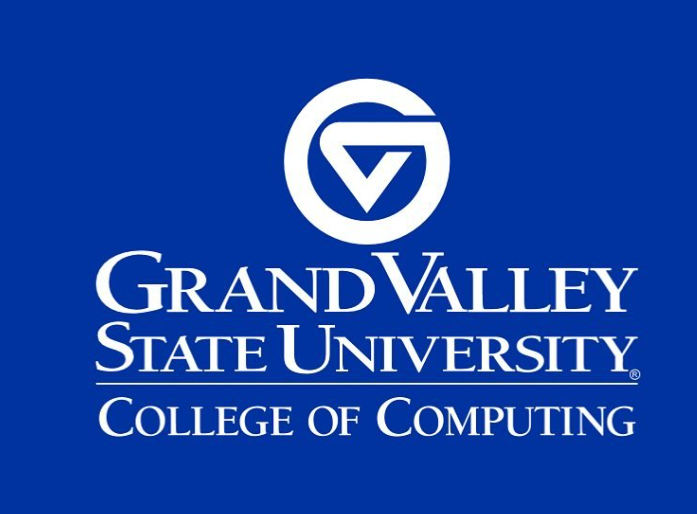 GRAND VALLEY
STATE UNIVERSITY®
COLLEGE OF COMPUTING